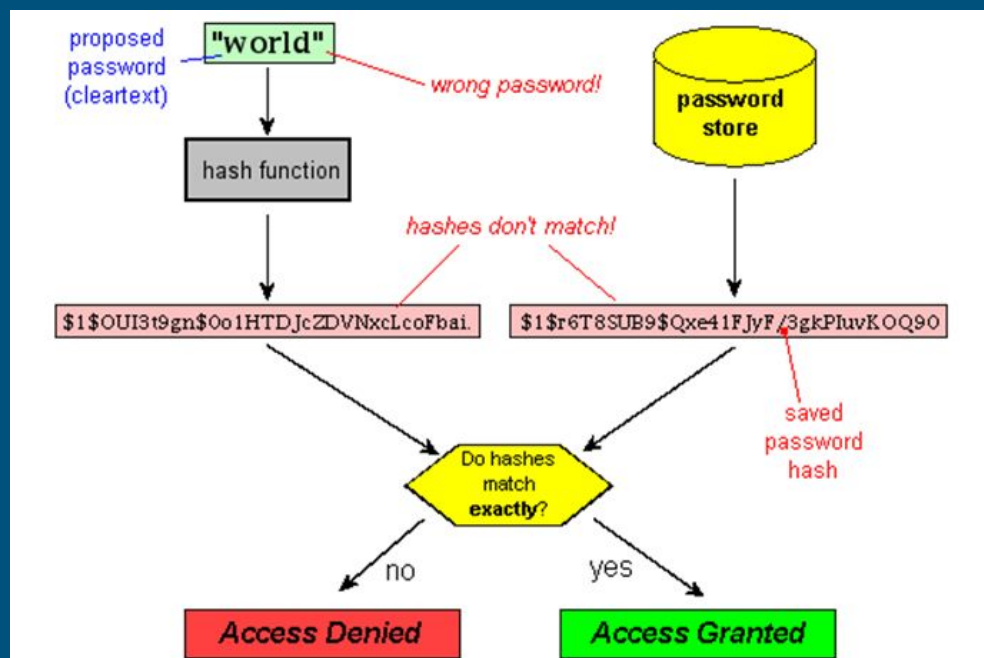 proposed
password
(cleartext)
"world"
wrong password!
password
store
hash function
hashes don't match!
$1$OUI3t9gn$0o1HTDJcZDVNxcLcoFbai.
$1$r6T8SUB9$Qxe41FJyF/3gkPIuvKOQ90
saved
password
hash
Do hashes
match
exactly?
no
yes
Access Denied
Access Granted